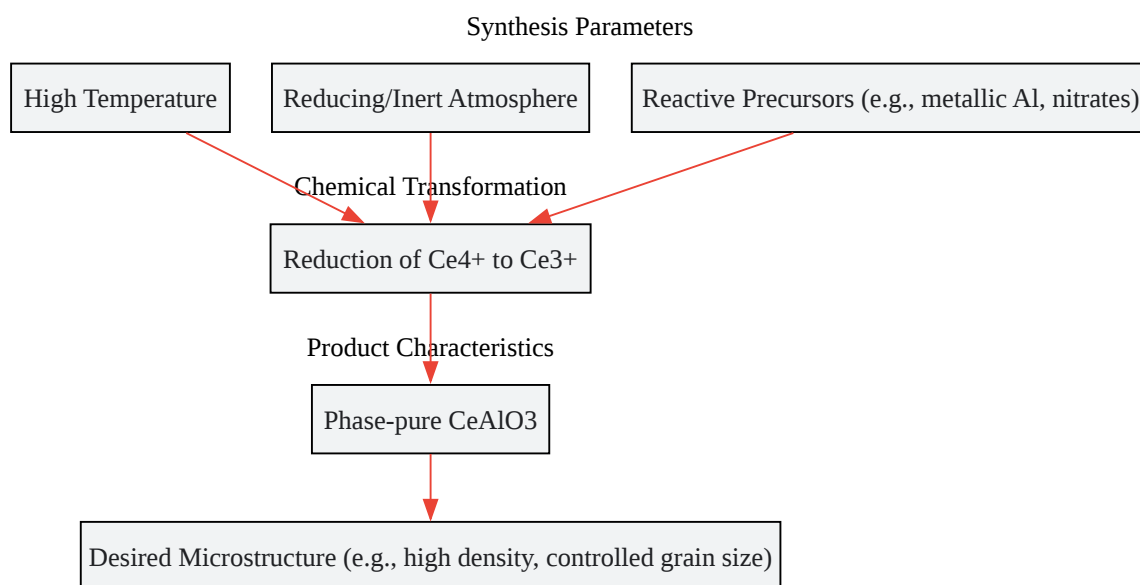 Synthesis Parameters
High Temperature
Reducing/Inert Atmosphere
Reactive Precursors (e.g., metallic Al, nitrates)
Chemical Transformation
Reduction of Ce4+ to Ce3+
Product Characteristics
Phase-pure CeAlO3
Desired Microstructure (e.g., high density, controlled grain size)